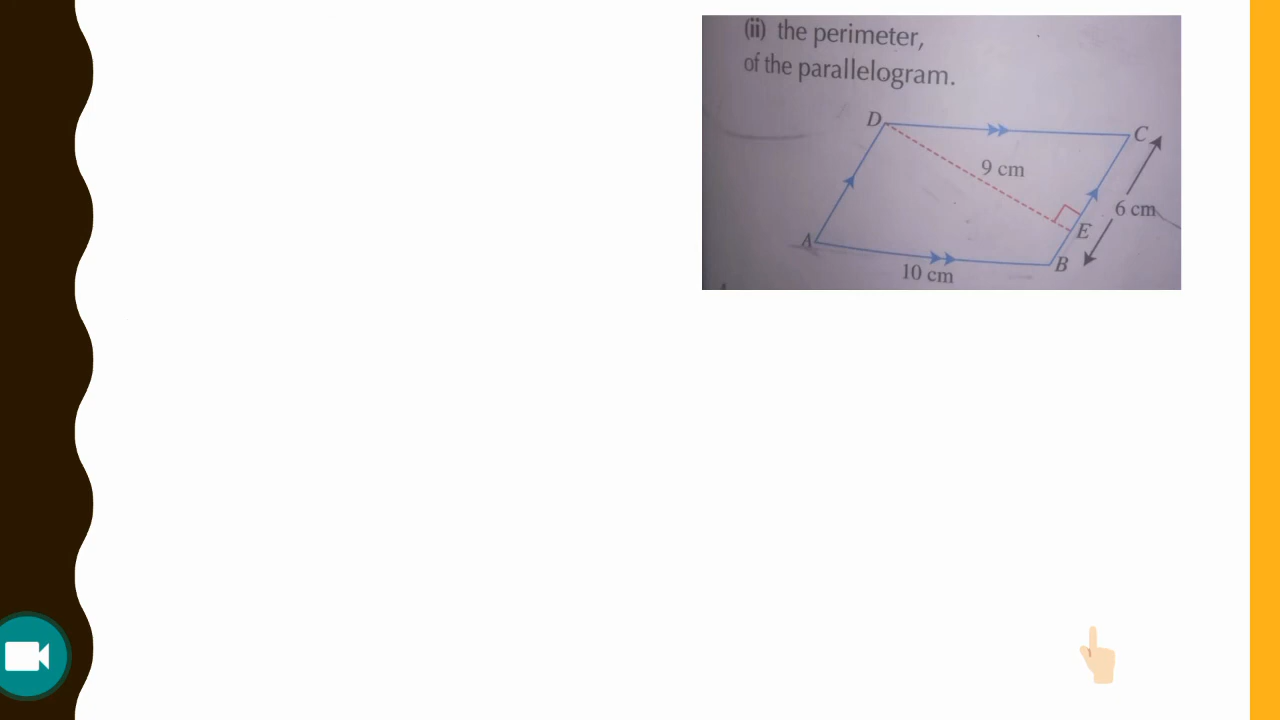 (ii) the perimeter,
of the parallelogram.
D
C
9 cm
6 cm
A
E
B
10 cm